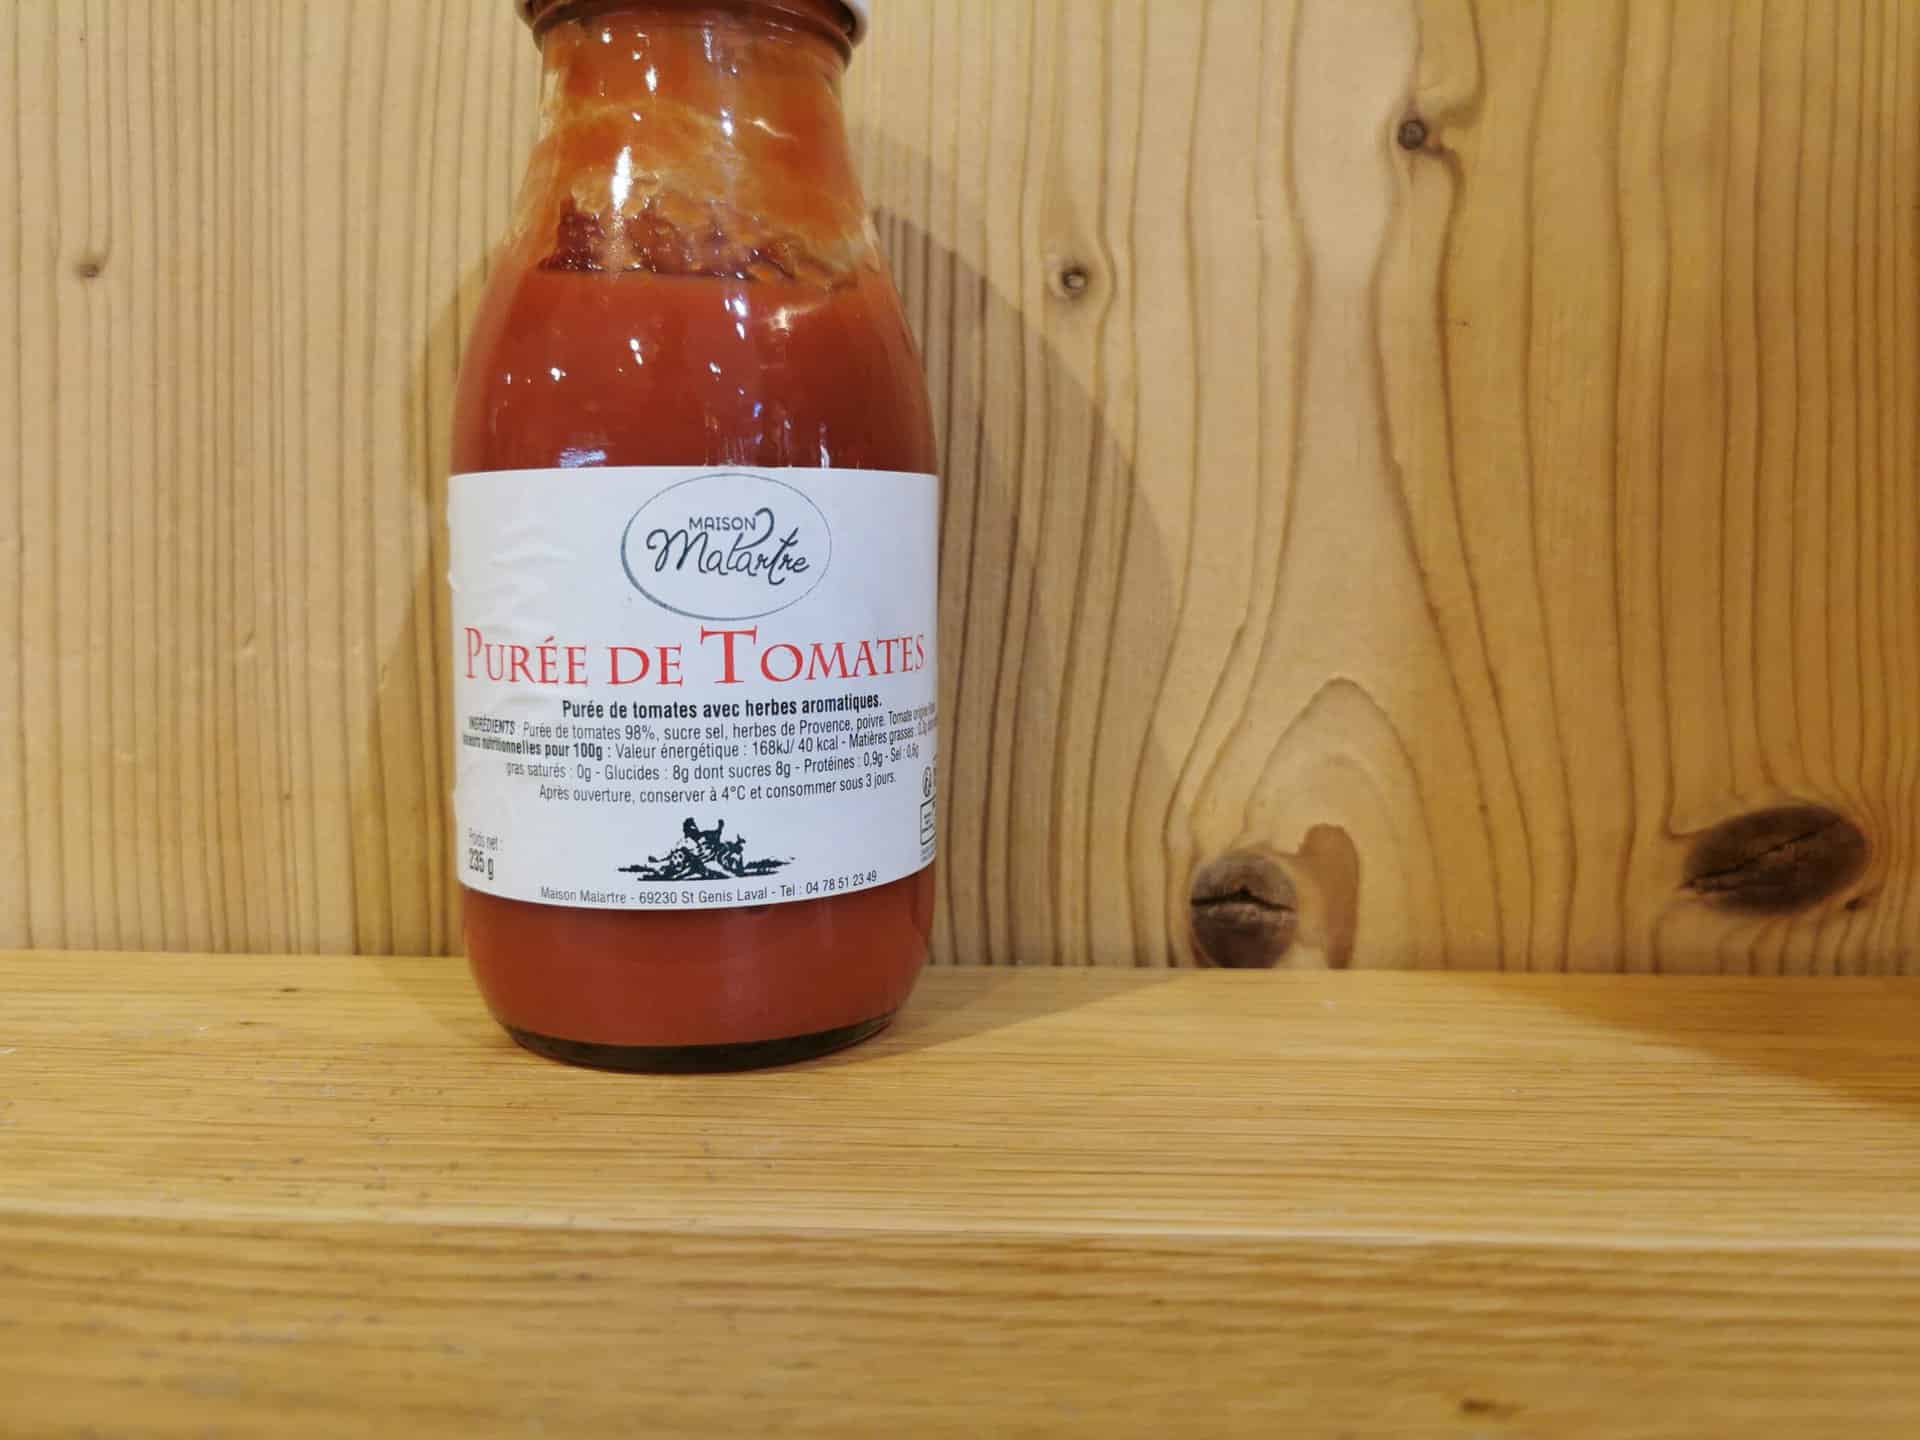 MAISON
Malartre
PURÉE DE TOMATES
Purée de tomates avec herbes aromatiques.
INGRÉDIENTS : Purée de tomates 98%, sucre sel, herbes de Provence, poivre. Tomate origine
nutritionnelles pour 100g : Valeur énergétique : 168kJ/ 40 kcal - Matières grasses : 0,3g
gras saturés : 0g - Glucides : 8g dont sucres 8g - Protéines : 0,9g - Sel : 0,6g
Après ouverture, conserver à 4°C et consommer sous 3 jours.
Poids net :
235 g
Maison Malartre - 69230 St Genis Laval - Tel : 04 78 51 23 49